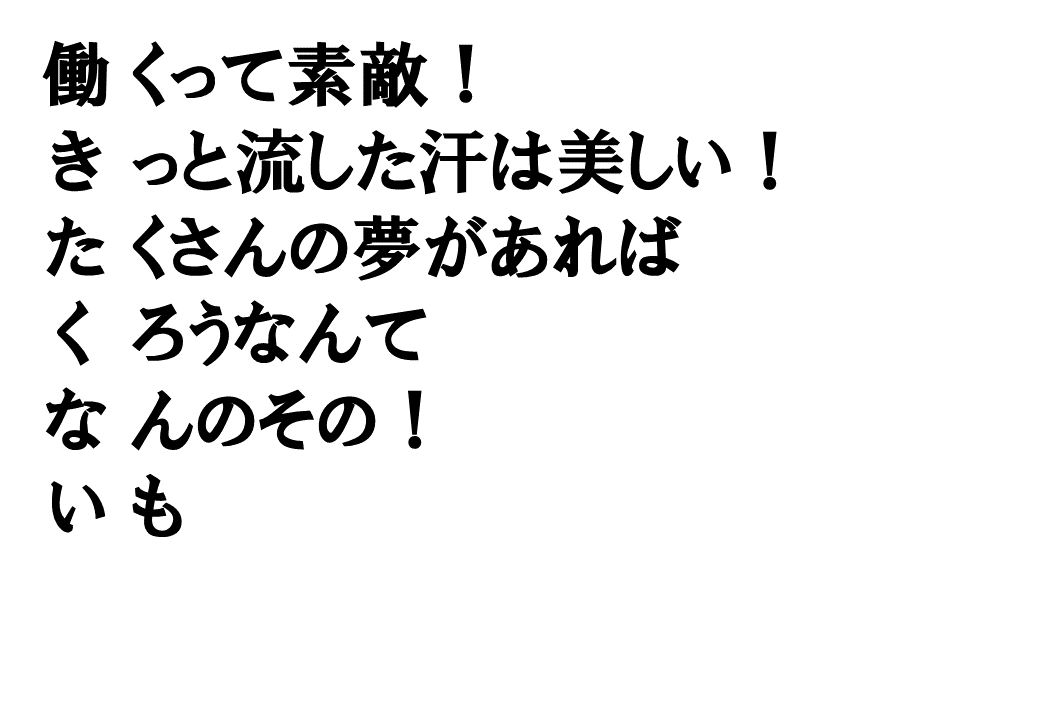 働くって素敵！
きっと流した汗は美しい！
たくさんの夢があれば
くろうなんて
なんのその！
いも